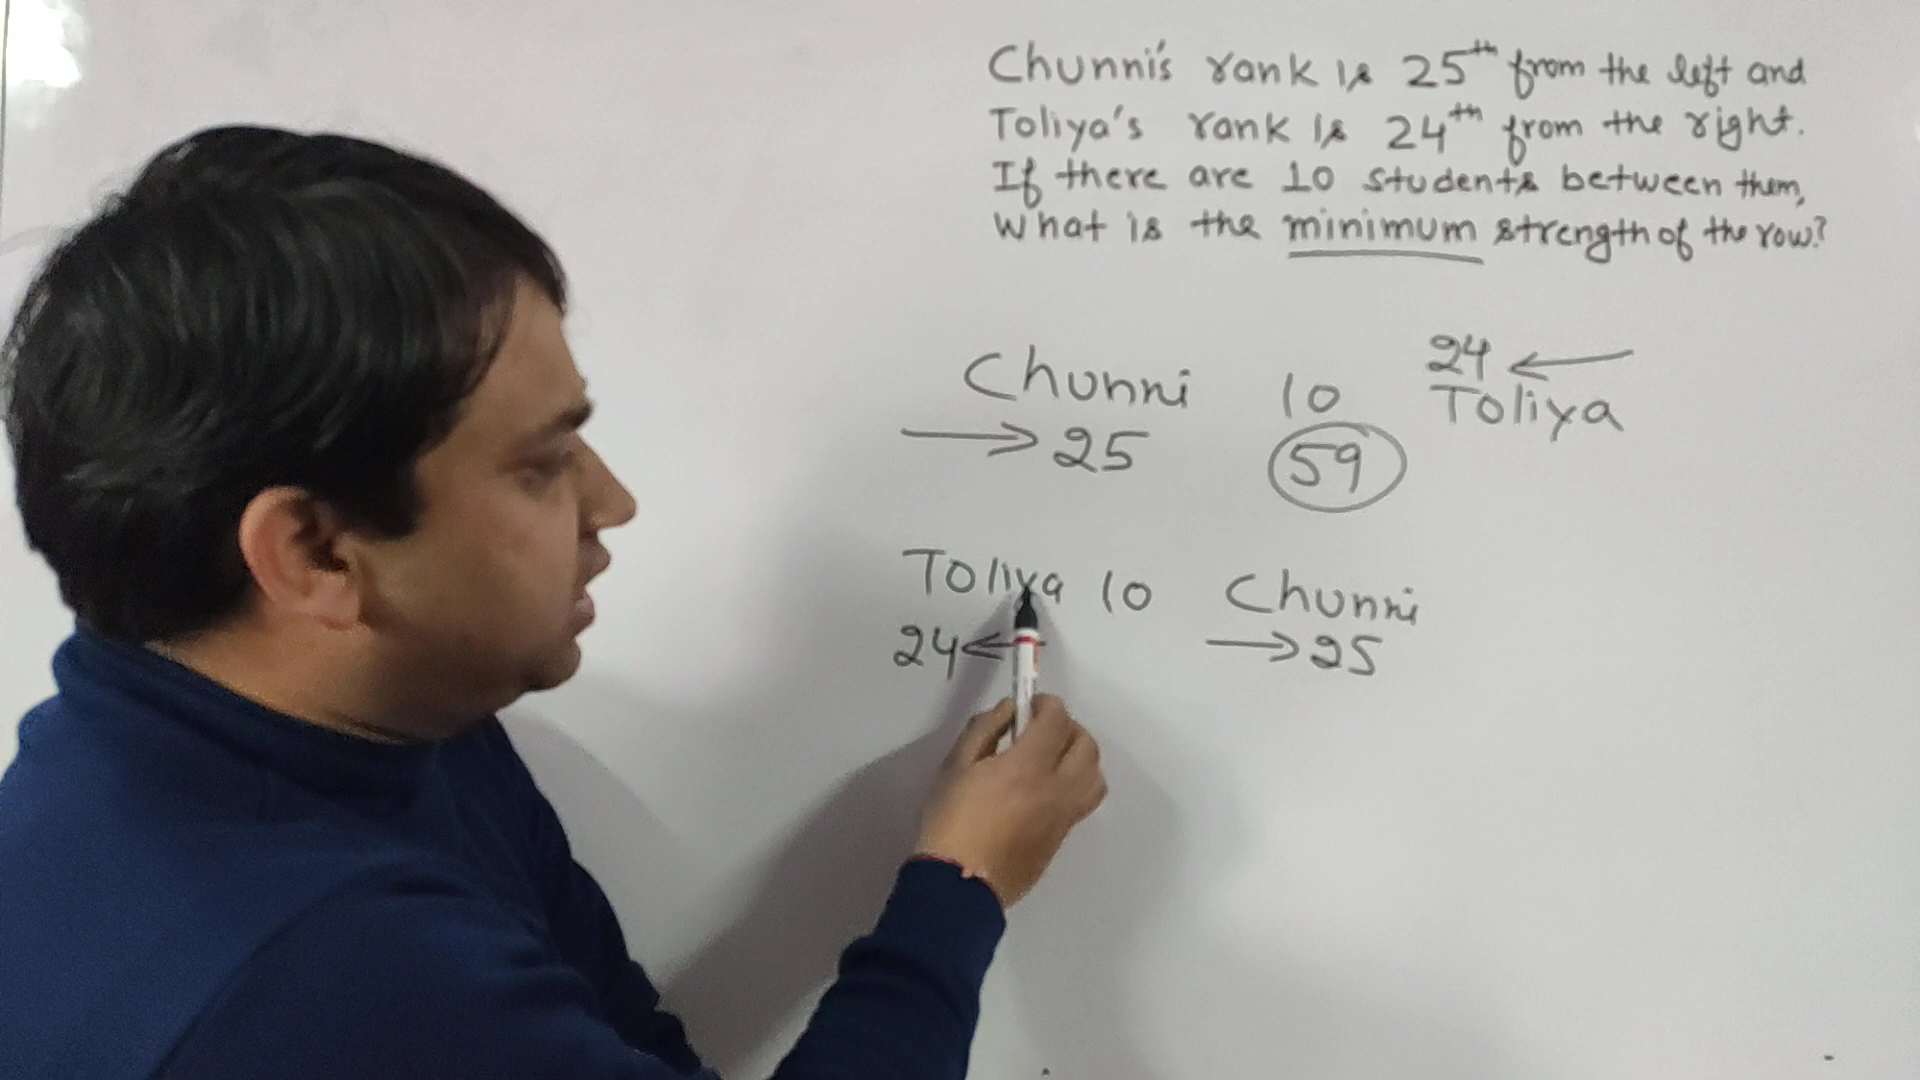 Chunni's rank is 25th from the left and
Toliya's rank is 24th from the right.
If there are 10 students between them,
What is the minimum strength of the row?
24 ←
Chunni 10 Toliya
→ 25 59
Toliya 10 Chunni
24 ← → 25